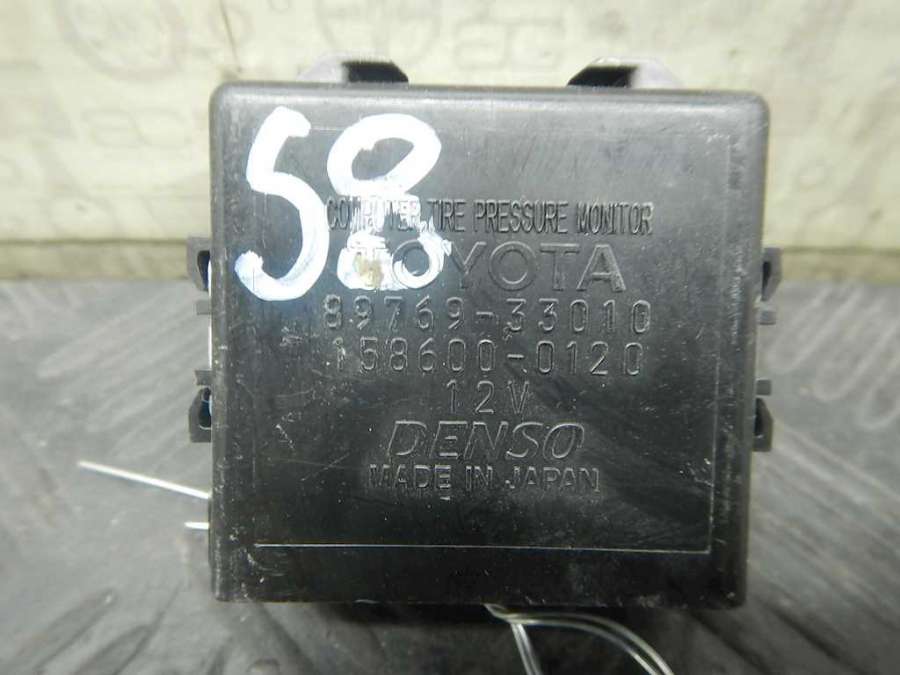 58
COMPUTER, TIRE PRESSURE MONITOR
TOYOTA
89769-33010
158600-0120
12V
DENSO
MADE IN JAPAN